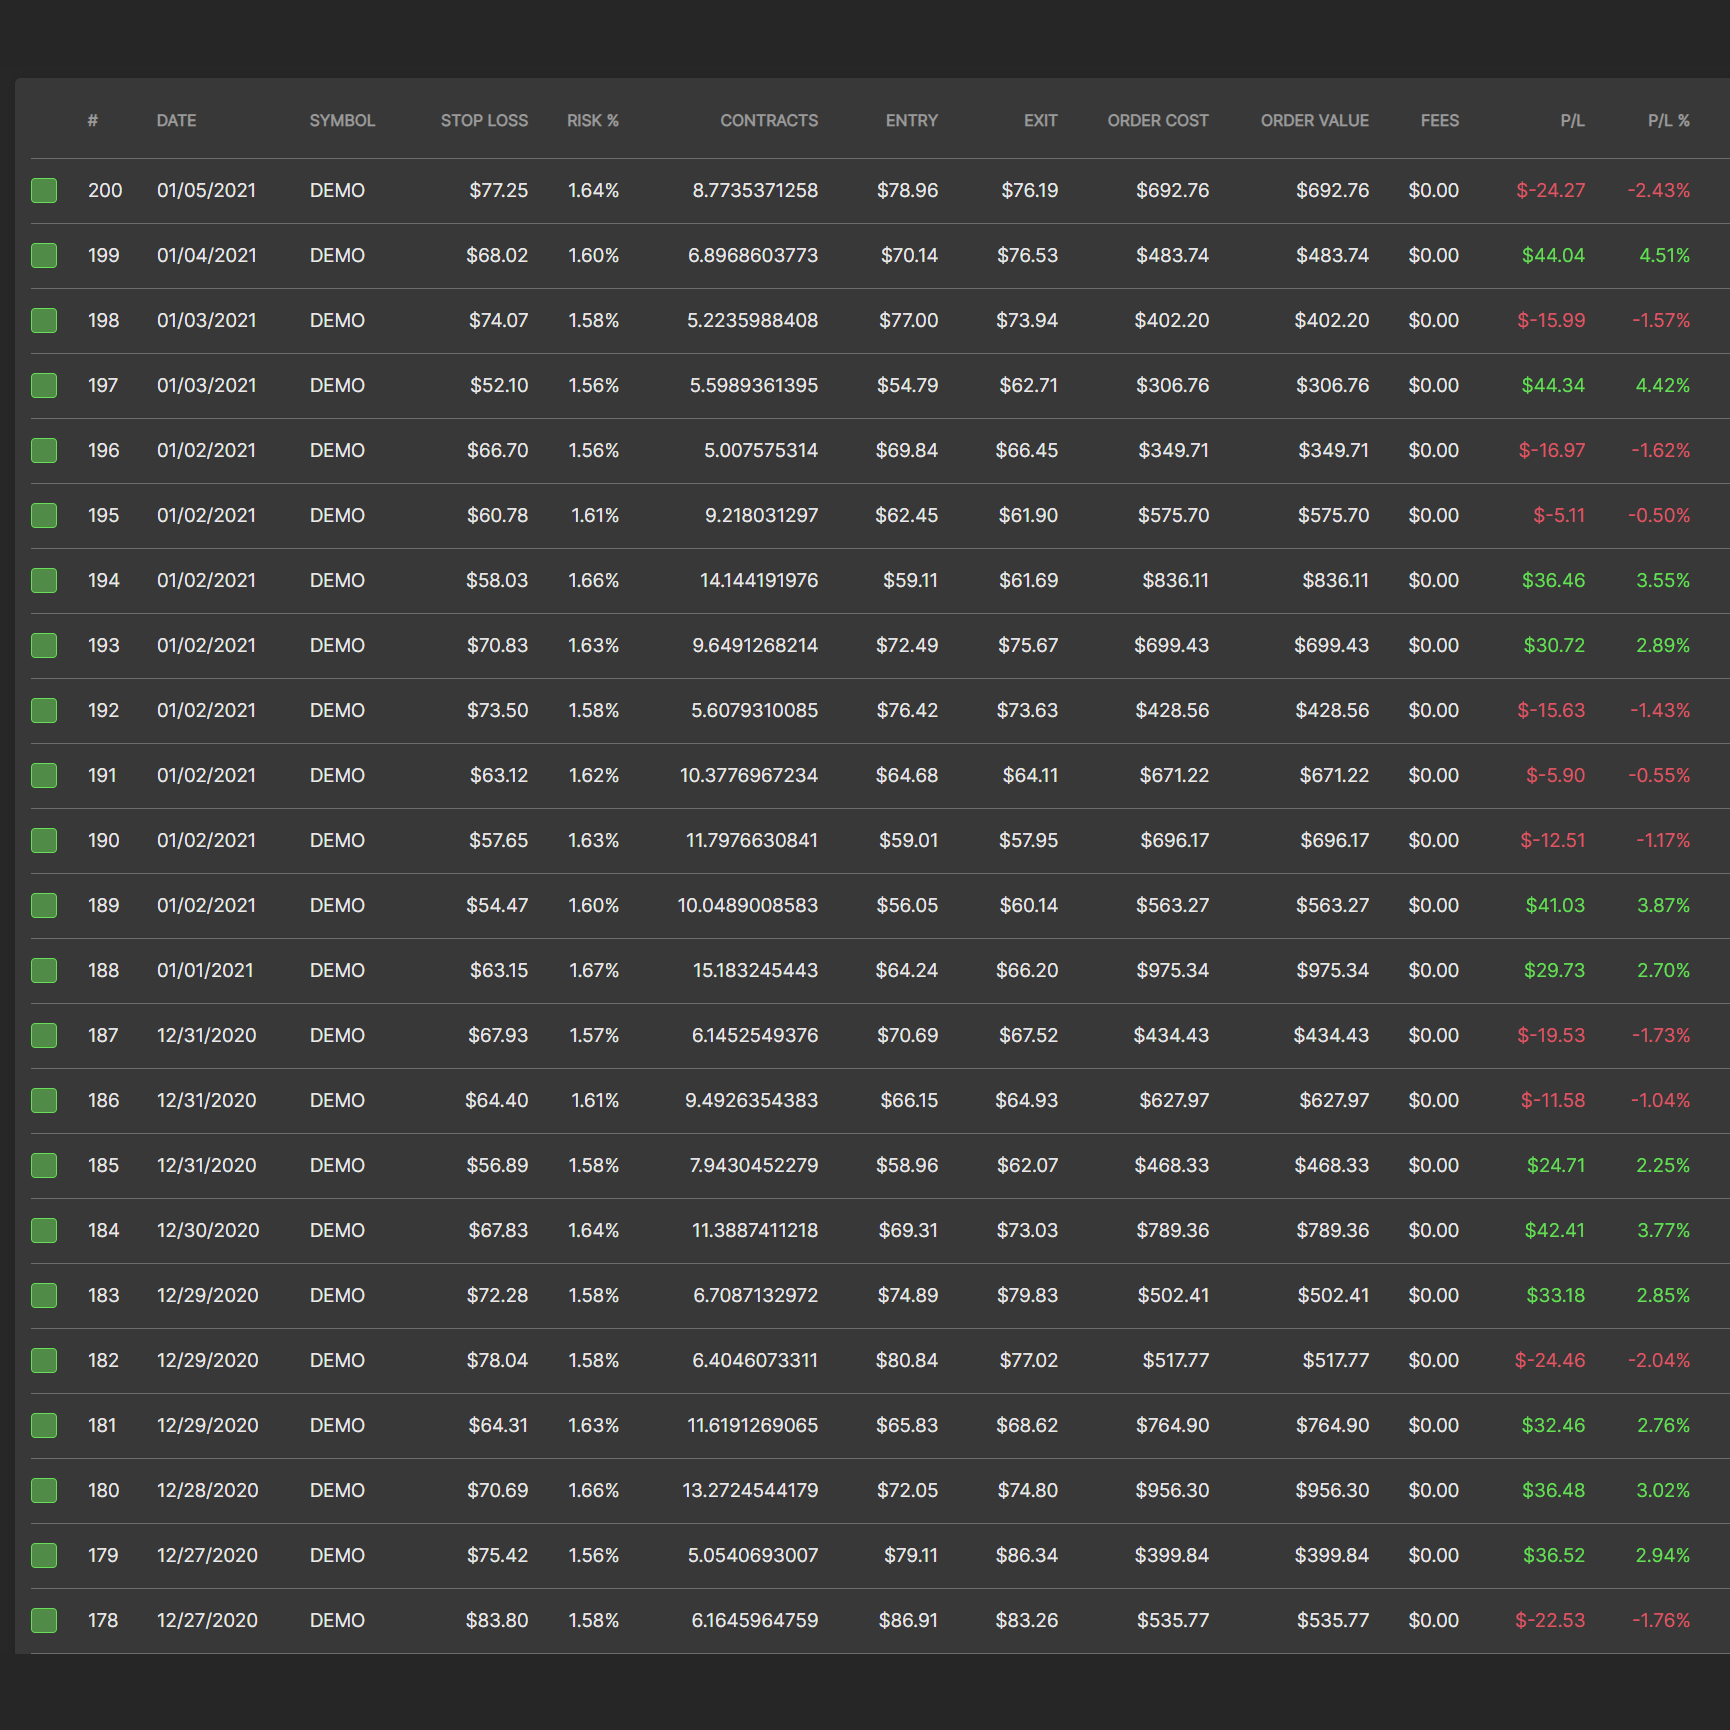 # DATE SYMBOL STOP LOSS RISK % CONTRACTS ENTRY EXIT ORDER COST ORDER VALUE FEES P/L P/L %
200 01/05/2021 DEMO $77.25 1.64% 8.7735371258 $78.96 $76.19 $692.76 $692.76 $0.00 $-24.27 -2.43%
199 01/04/2021 DEMO $68.02 1.60% 6.8968603773 $70.14 $76.53 $483.74 $483.74 $0.00 $44.04 4.51%
198 01/03/2021 DEMO $74.07 1.58% 5.2235988408 $77.00 $73.94 $402.20 $402.20 $0.00 $-15.99 -1.57%
197 01/03/2021 DEMO $52.10 1.56% 5.5989361395 $54.79 $62.71 $306.76 $306.76 $0.00 $44.34 4.42%
196 01/02/2021 DEMO $66.70 1.56% 5.007575314 $69.84 $66.45 $349.71 $349.71 $0.00 $-16.97 -1.62%
195 01/02/2021 DEMO $60.78 1.61% 9.218031297 $62.45 $61.90 $575.70 $575.70 $0.00 $-5.11 -0.50%
194 01/02/2021 DEMO $58.03 1.66% 14.144191976 $59.11 $61.69 $836.11 $836.11 $0.00 $36.46 3.55%
193 01/02/2021 DEMO $70.83 1.63% 9.6491268214 $72.49 $75.67 $699.43 $699.43 $0.00 $30.72 2.89%
192 01/02/2021 DEMO $73.50 1.58% 5.6079310085 $76.42 $73.63 $428.56 $428.56 $0.00 $-15.63 -1.43%
191 01/02/2021 DEMO $63.12 1.62% 10.3776967234 $64.68 $64.11 $671.22 $671.22 $0.00 $-5.90 -0.55%
190 01/02/2021 DEMO $57.65 1.63% 11.7976630841 $59.01 $57.95 $696.17 $696.17 $0.00 $-12.51 -1.17%
189 01/02/2021 DEMO $54.47 1.60% 10.0489008583 $56.05 $60.14 $563.27 $563.27 $0.00 $41.03 3.87%
188 01/01/2021 DEMO $63.15 1.67% 15.183245443 $64.24 $66.20 $975.34 $975.34 $0.00 $29.73 2.70%
187 12/31/2020 DEMO $67.93 1.57% 6.1452549376 $70.69 $67.52 $434.43 $434.43 $0.00 $-19.53 -1.73%
186 12/31/2020 DEMO $64.40 1.61% 9.4926354383 $66.15 $64.93 $627.97 $627.97 $0.00 $-11.58 -1.04%
185 12/31/2020 DEMO $56.89 1.58% 7.9430452279 $58.96 $62.07 $468.33 $468.33 $0.00 $24.71 2.25%
184 12/30/2020 DEMO $67.83 1.64% 11.3887411218 $69.31 $73.03 $789.36 $789.36 $0.00 $42.41 3.77%
183 12/29/2020 DEMO $72.28 1.58% 6.7087132972 $74.89 $79.83 $502.41 $502.41 $0.00 $33.18 2.85%
182 12/29/2020 DEMO $78.04 1.58% 6.4046073311 $80.84 $77.02 $517.77 $517.77 $0.00 $-24.46 -2.04%
181 12/29/2020 DEMO $64.31 1.63% 11.6191269065 $65.83 $68.62 $764.90 $764.90 $0.00 $32.46 2.76%
180 12/28/2020 DEMO $70.69 1.66% 13.2724544179 $72.05 $74.80 $956.30 $956.30 $0.00 $36.48 3.02%
179 12/27/2020 DEMO $75.42 1.56% 5.0540693007 $79.11 $86.34 $399.84 $399.84 $0.00 $36.52 2.94%
178 12/27/2020 DEMO $83.80 1.58% 6.1645964759 $86.91 $83.26 $535.77 $535.77 $0.00 $-22.53 -1.76%